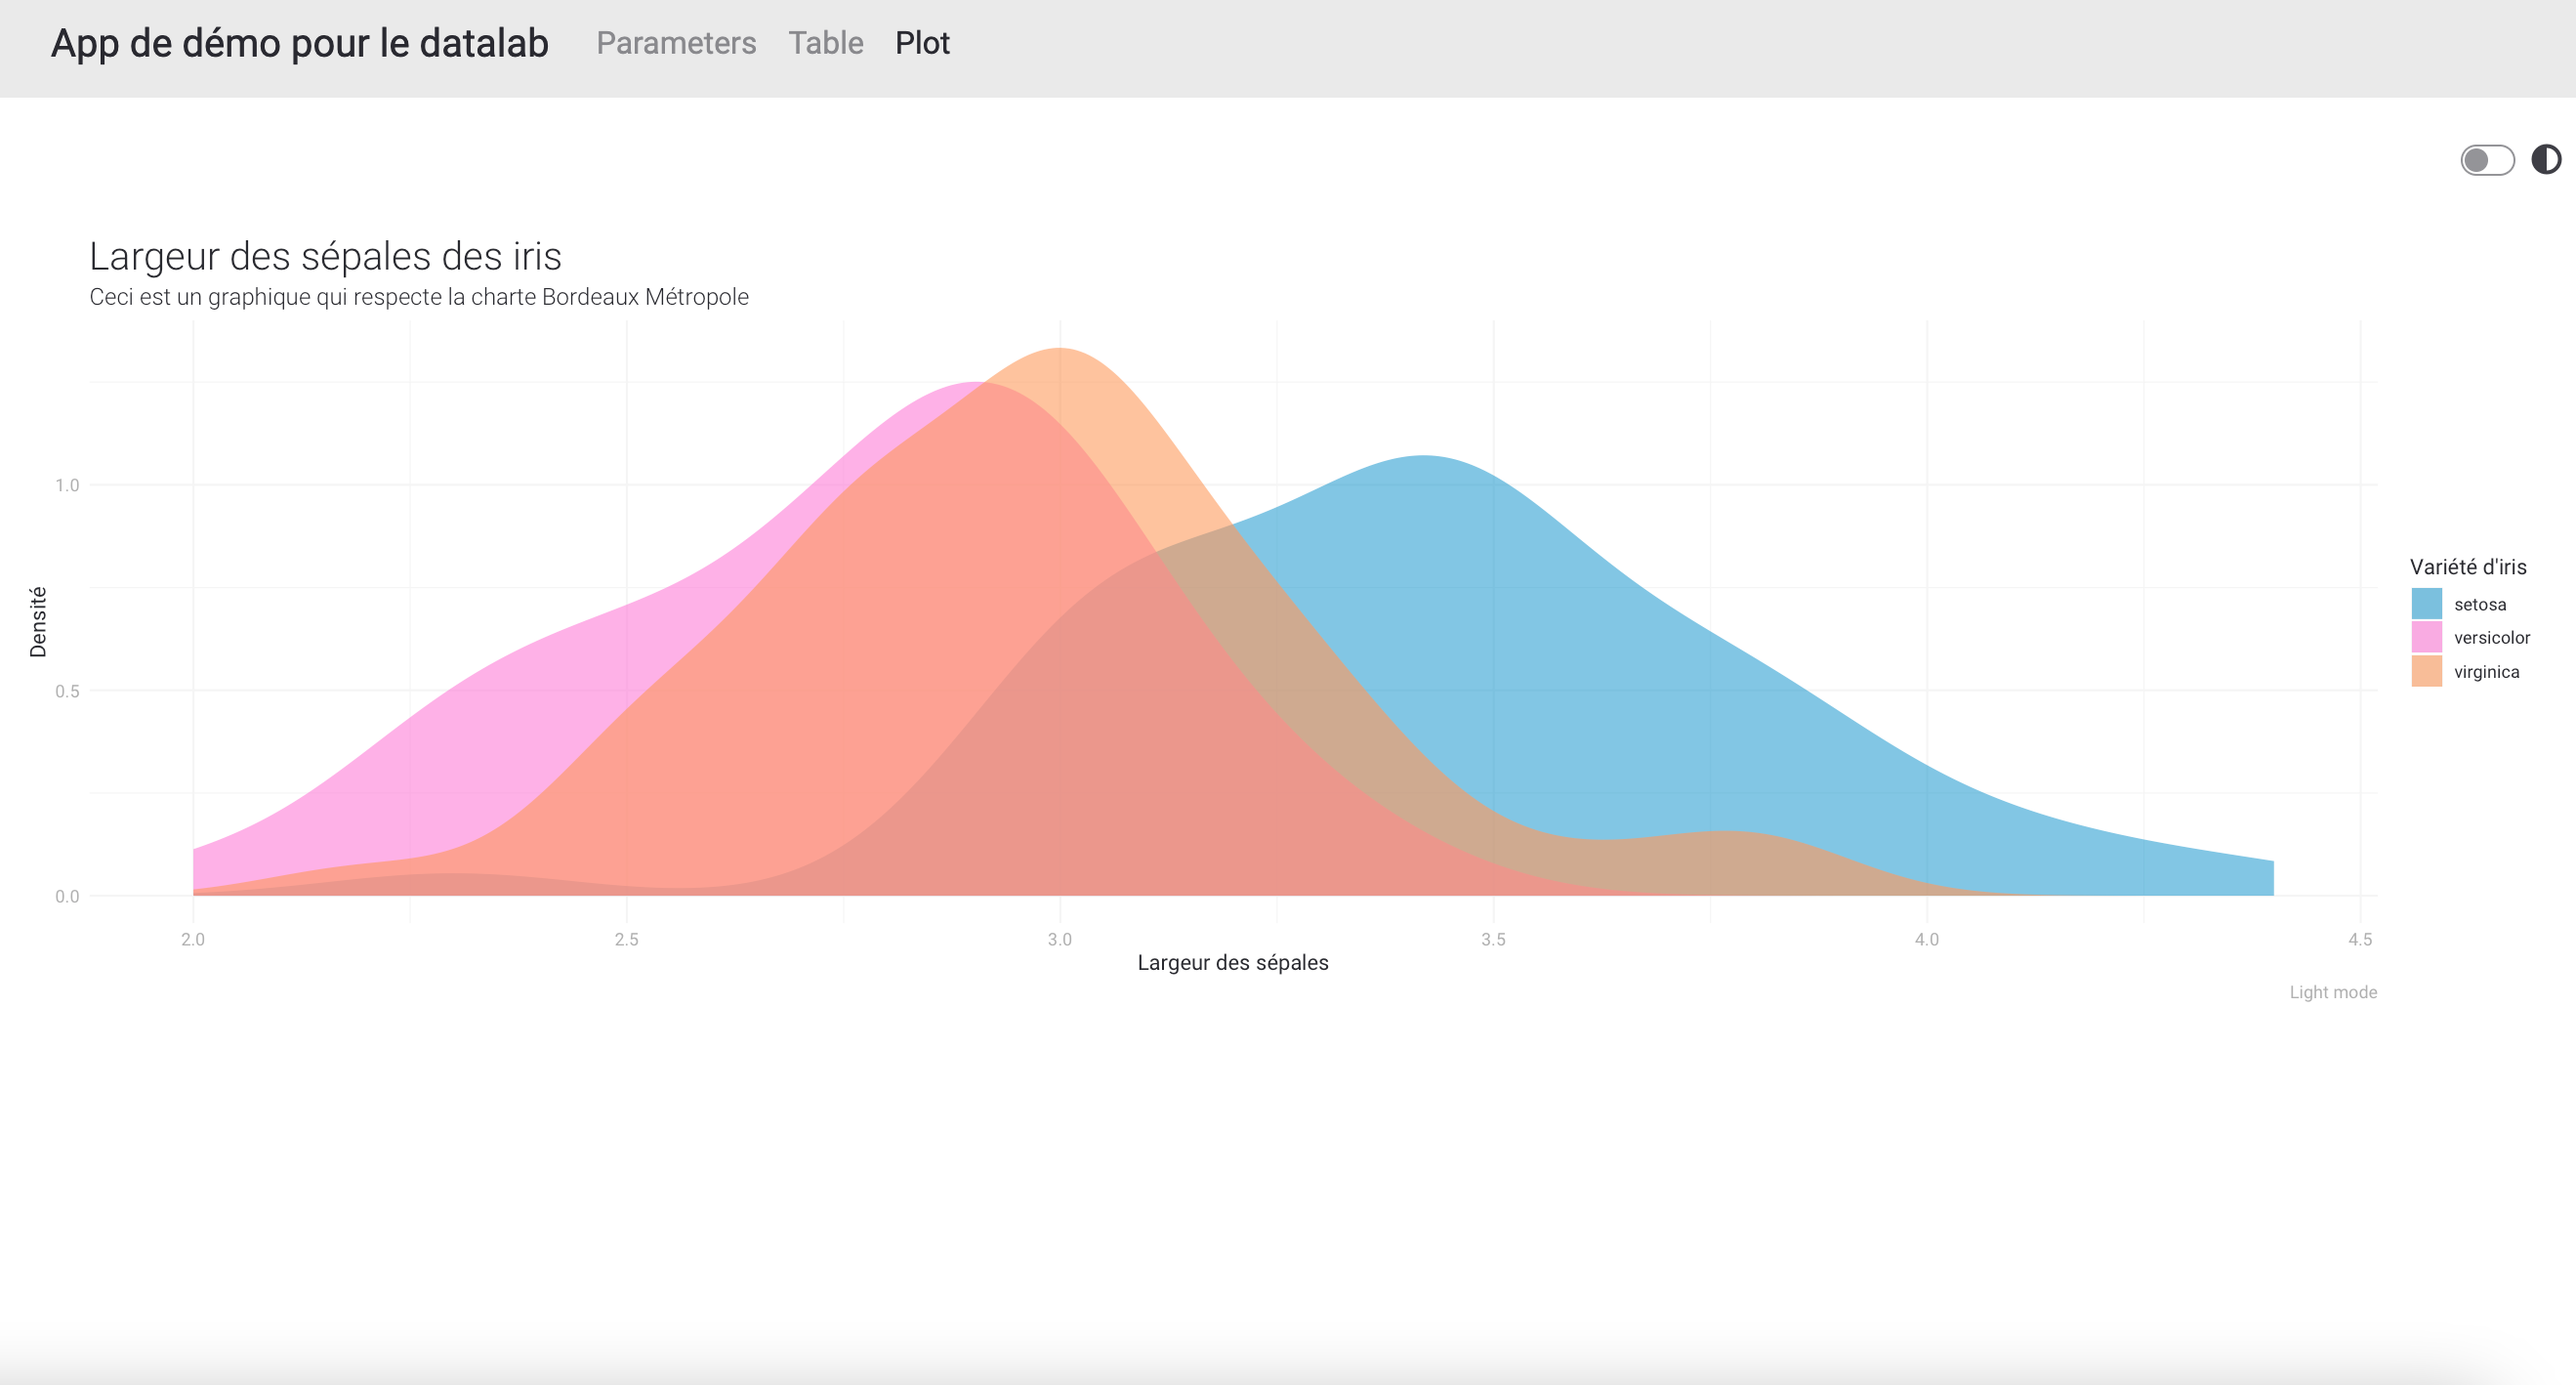 App de démo pour le datalab Parameters Table Plot
Largeur des sépales des iris
Ceci est un graphique qui respecte la charte Bordeaux Métropole
Densité
1.0
0.5
0.0
2.0 2.5 3.0 3.5 4.0 4.5
Largeur des sépales
Variété d'iris
setosa
versicolor
virginica
Light mode